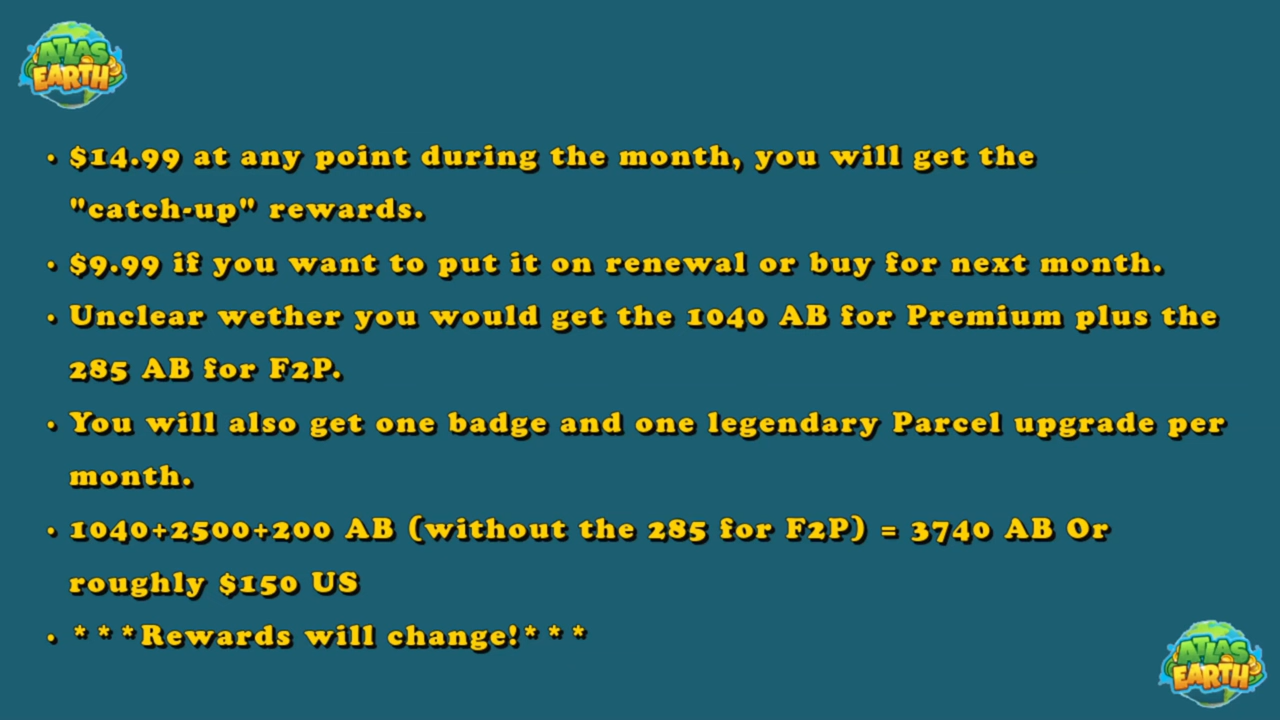 ATLAS
EARTH
• $14.99 at any point during the month, you will get the
"catch-up" rewards.
• $9.99 if you want to put it on renewal or buy for next month.
• Unclear wether you would get the 1040 AB for Premium plus the
285 AB for F2P.
• You will also get one badge and one legendary Parcel upgrade per
month.
• 1040+2500+200 AB (without the 285 for F2P) = 3740 AB Or
roughly $150 US
• ***Rewards will change!***
ATLAS
EARTH